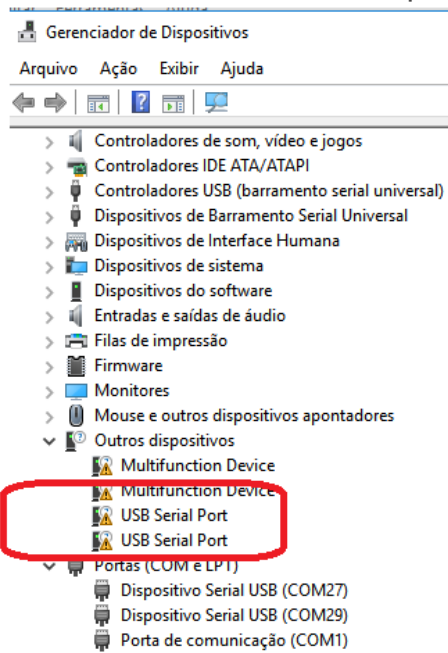 Gerenciador de Dispositivos
Arquivo Ação Exibir Ajuda
Controladores de som, vídeo e jogos
Controladores IDE ATA/ATAPI
Controladores USB (barramento serial universal)
Dispositivos de Barramento Serial Universal
Dispositivos de Interface Humana
Dispositivos de sistema
Dispositivos do software
Entradas e saídas de áudio
Filas de impressão
Firmware
Monitores
Mouse e outros dispositivos apontadores
Outros dispositivos
Multifunction Device
Multifunction Device
USB Serial Port
USB Serial Port
Portas (COM e LPT)
Dispositivo Serial USB (COM27)
Dispositivo Serial USB (COM29)
Porta de comunicação (COM1)